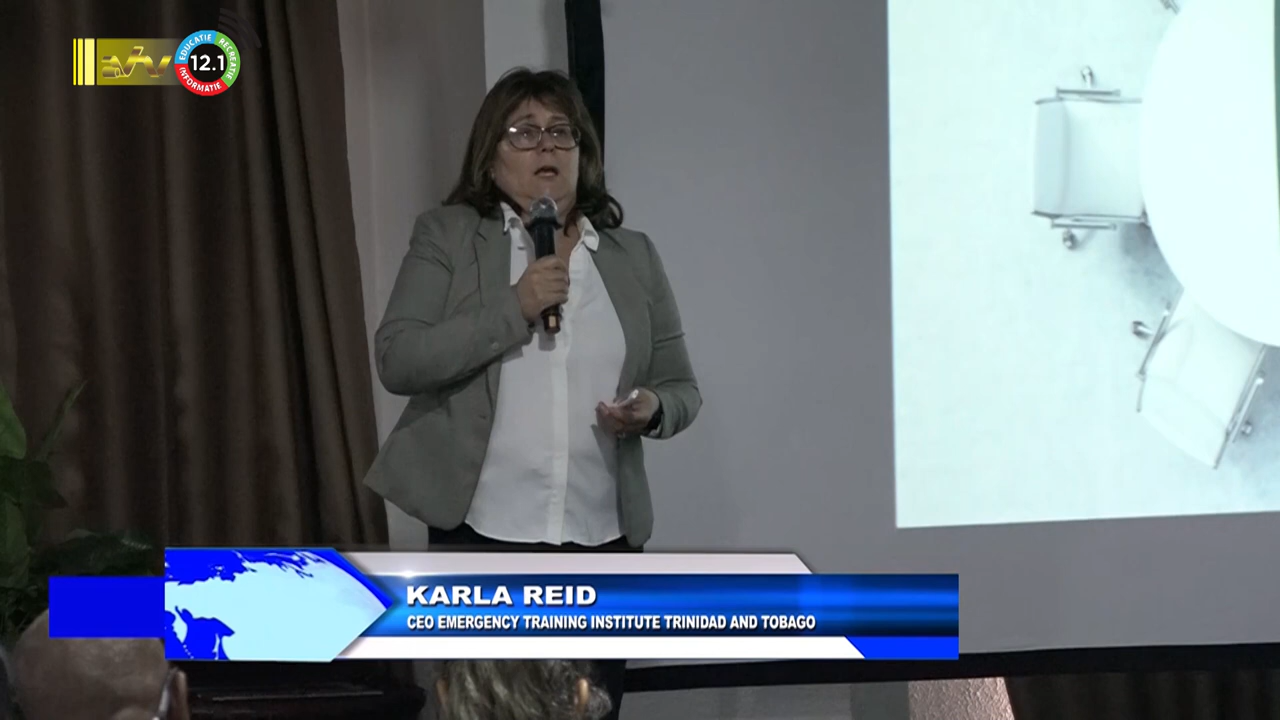 EDUCATIE
RECREATIE
INFORMATIE
12.1
KARLA REID
CEO EMERGENCY TRAINING INSTITUTE TRINIDAD AND TOBAGO